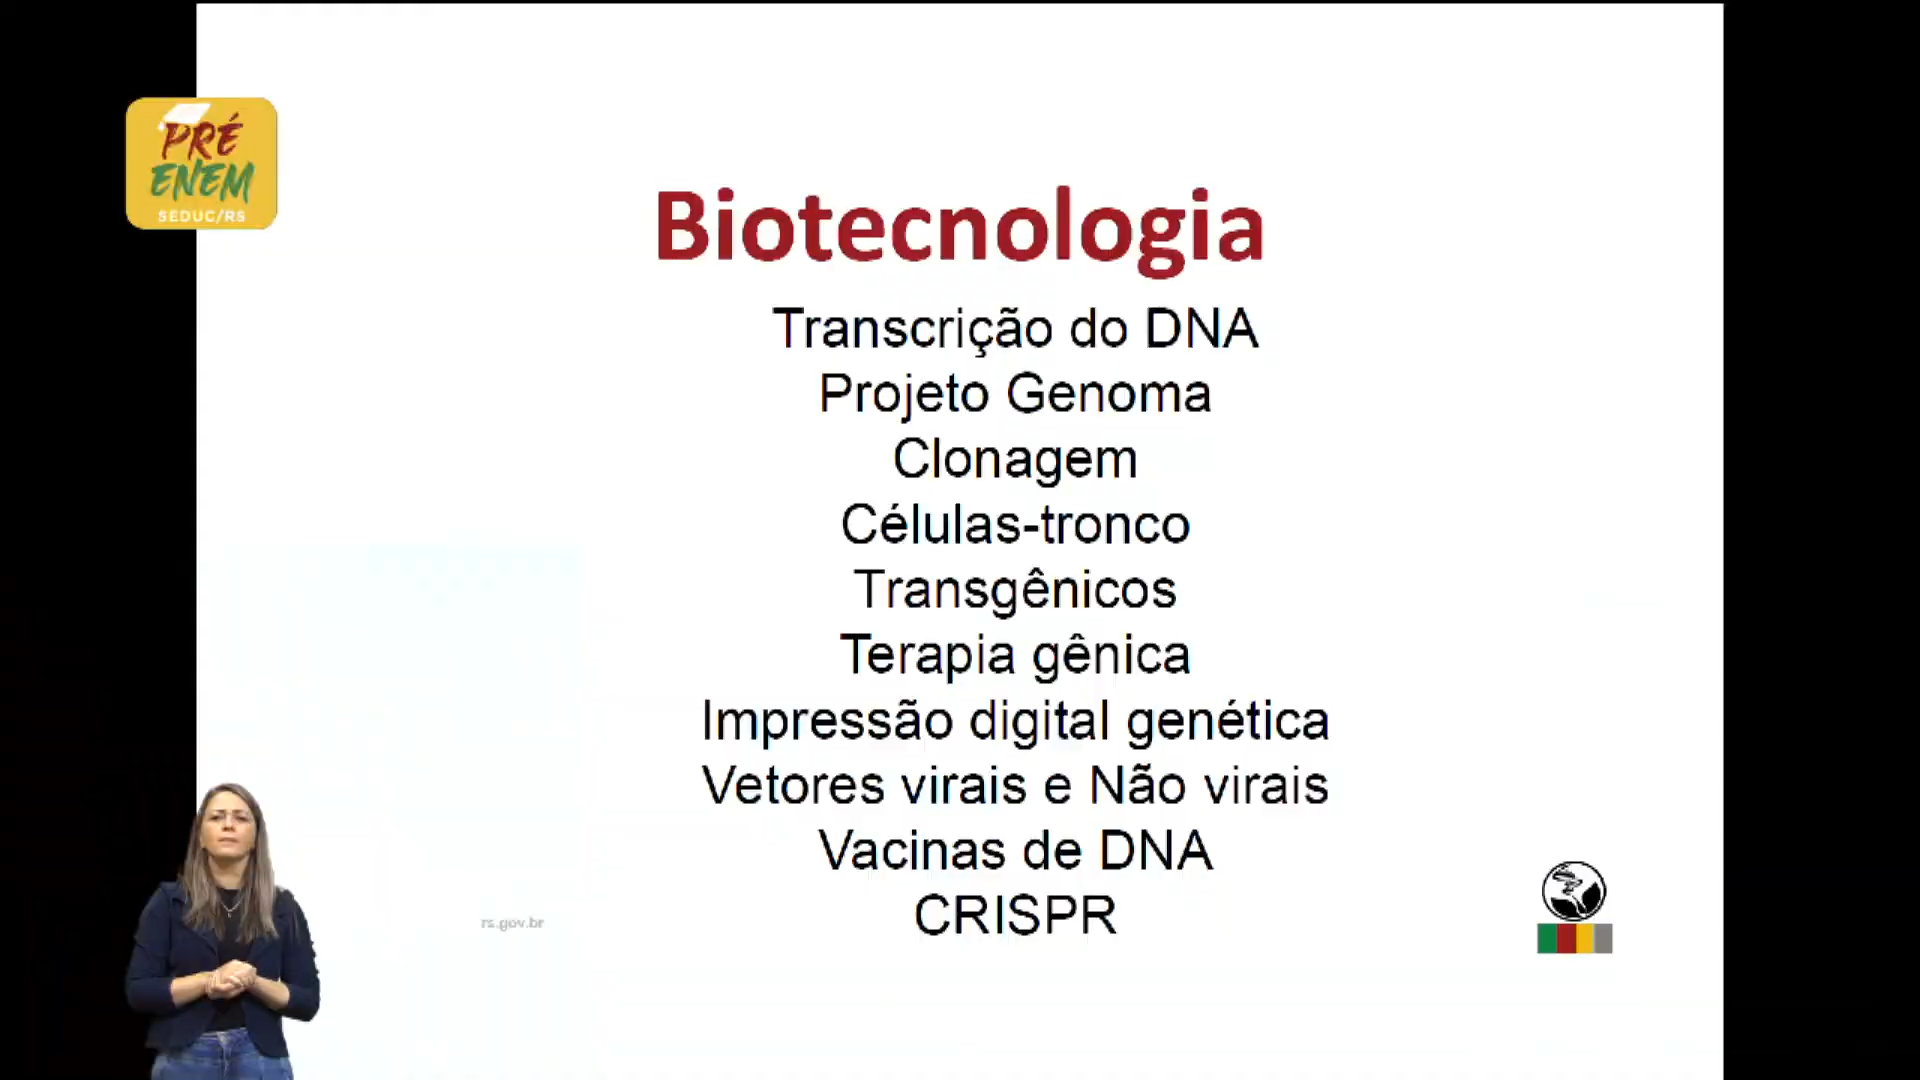 PRÉ
ENEM
SEDUC/RS
Biotecnologia
Transcrição do DNA
Projeto Genoma
Clonagem
Células-tronco
Transgênicos
Terapia gênica
Impressão digital genética
Vetores virais e Não virais
Vacinas de DNA
CRISPR
rs.gov.br